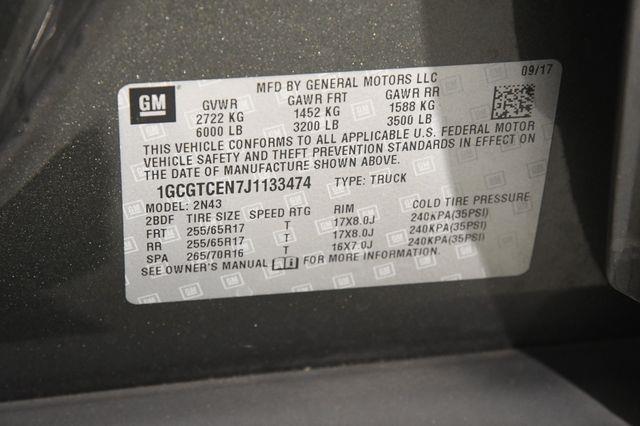 MFD BY GENERAL MOTORS LLC 09/17
GM GVWR GAWR FRT GAWR RR
2722 KG 1452 KG 1588 KG
6000 LB 3200 LB 3500 LB
THIS VEHICLE CONFORMS TO ALL APPLICABLE U.S. FEDERAL MOTOR
VEHICLE SAFETY AND THEFT PREVENTION STANDARDS IN EFFECT ON
THE DATE OF MANUFACTURE SHOWN ABOVE.
1GCGTCEN7J1133474 TYPE: TRUCK
MODEL: 2N43
2BDF TIRE SIZE SPEED RTG RIM COLD TIRE PRESSURE
FRT 255/65R17 T 17X8.0J 240KPA(35PSI)
RR 255/65R17 T 17X8.0J 240KPA(35PSI)
SPA 265/70R16 T 16X7.0J 240KPA(35PSI)
SEE OWNER'S MANUAL FOR MORE INFORMATION.